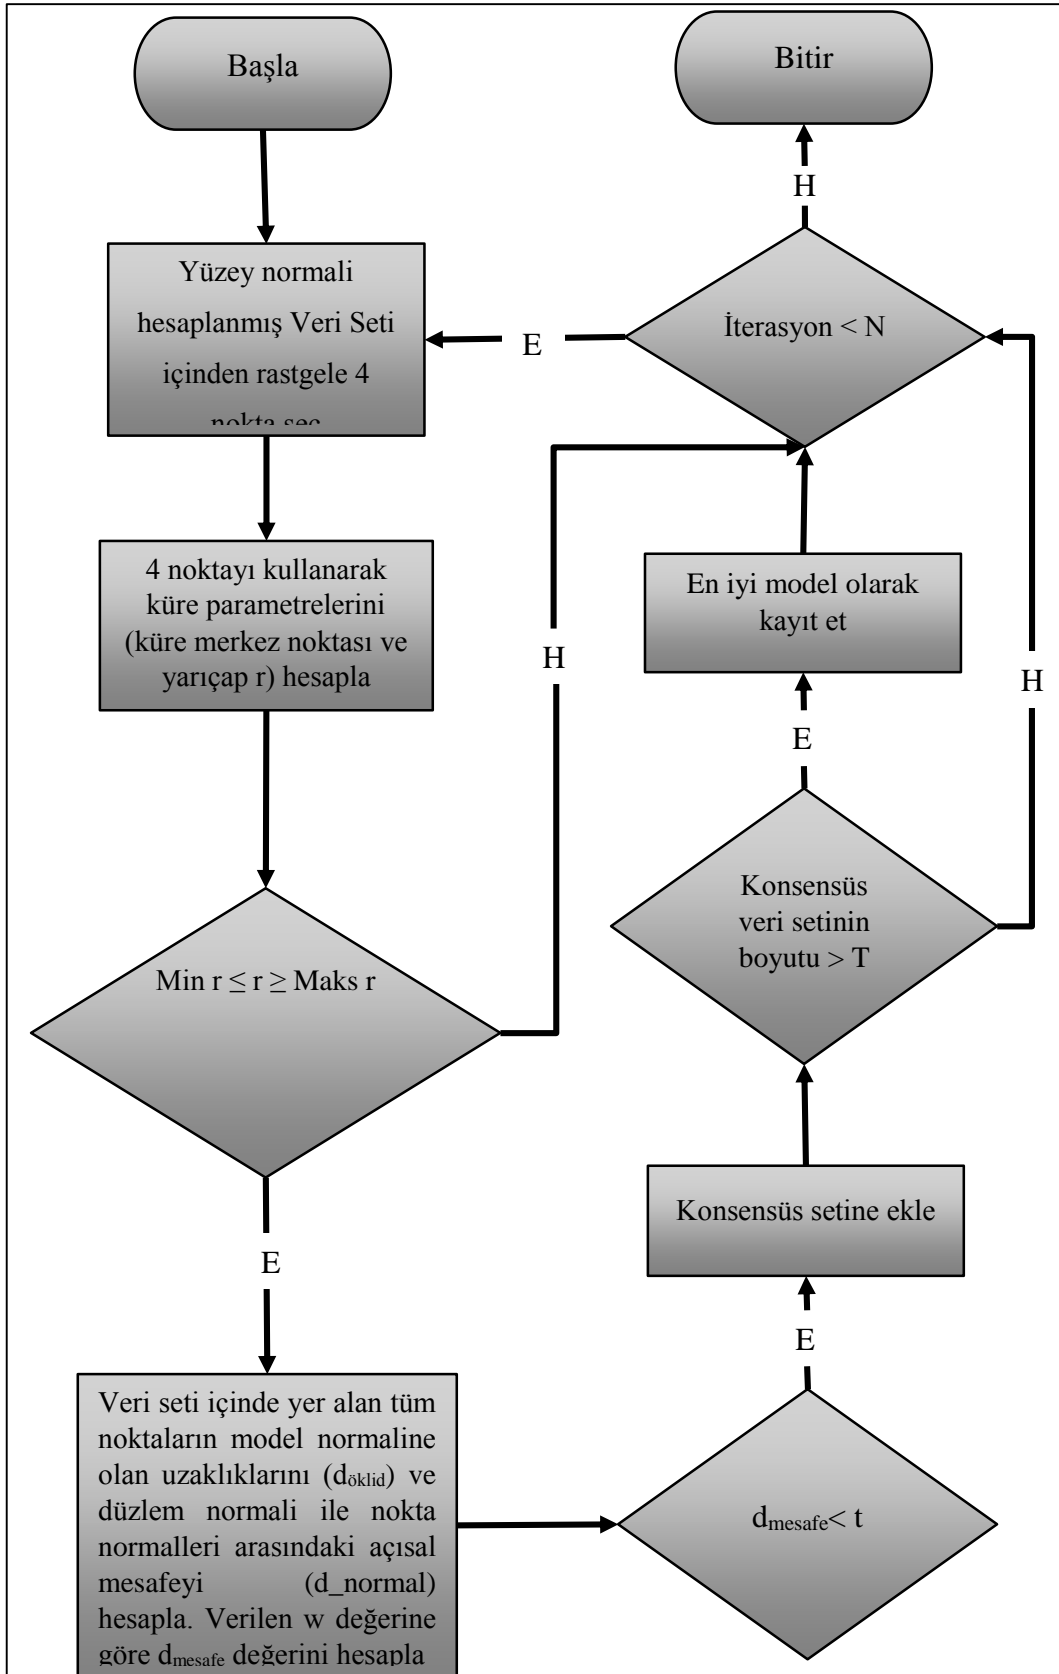 Başla
Yüzey normali
hesaplanmış Veri Seti
içinden rastgele 4
nokta seç
4 noktayı kullanarak
küre parametrelerini
(küre merkez noktası ve
yarıçap r) hesapla
Min r ≤ r ≥ Maks r
H
E
Veri seti içinde yer alan tüm
noktaların model normaline
olan uzaklıklarını (döklid) ve
düzlem normali ile nokta
normalleri arasındaki açısal
mesafeyi (d_normal)
hesapla. Verilen w değerine
göre dmesafe değerini hesapla
dmesafe< t
E
Konsensüs setine ekle
Konsensüs
veri setinin
boyutu > T
E
H
En iyi model olarak
kayıt et
İterasyon < N
E
H
Bitir